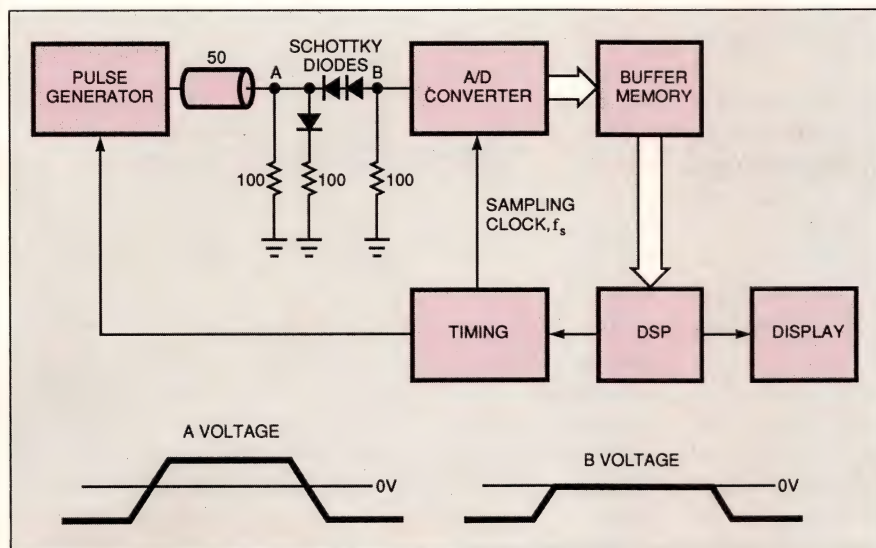 50
SCHOTTKY
DIODES
A
B
PULSE
GENERATOR
A/D
CONVERTER
BUFFER
MEMORY
100
100
100
SAMPLING
CLOCK, fs
TIMING
DSP
DISPLAY
A VOLTAGE
0V
B VOLTAGE
0V